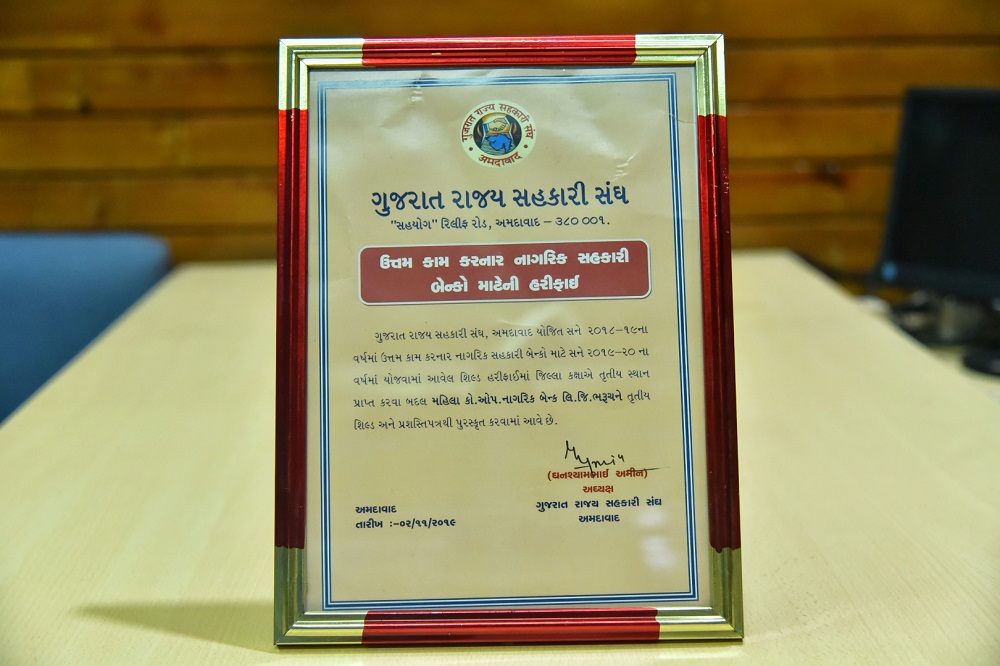 ગુજરાત રાજ્ય સહકારી સંઘ
અમદાવાદ
ગુજરાત રાજ્ય સહકારી સંઘ
"સહયોગ" રિલીફ રોડ, અમદાવાદ – ૩૮૦ ૦૦૧.
ઉત્તમ કામ કરનાર નાગરિક સહકારી
બેન્કો માટેની હરીફાઈ
ગુજરાત રાજ્ય સહકારી સંઘ, અમદાવાદ યોજિત સને ૨૦૧૮-૧૯ના
વર્ષમાં ઉત્તમ કામ કરનાર નાગરિક સહકારી બેન્કો માટે સને ૨૦૧૯-૨૦ ના
વર્ષમાં યોજવામાં આવેલ શિલ્ડ હરીફાઈમાં જિલ્લા કક્ષાએ તૃતીય સ્થાન
પ્રાપ્ત કરવા બદલ મહિલા કો.ઓપ.નાગરિક બેન્ક લિ.જિ.ભરૂચને તૃતીય
શિલ્ડ અને પ્રશસ્તિપત્રથી પુરસ્કૃત કરવામાં આવે છે.
(ઘનશ્યામભાઈ અમીન)
અધ્યક્ષ
ગુજરાત રાજ્ય સહકારી સંઘ
અમદાવાદ
અમદાવાદ
તારીખ :-૦૨/૧૧/૨૦૧૯